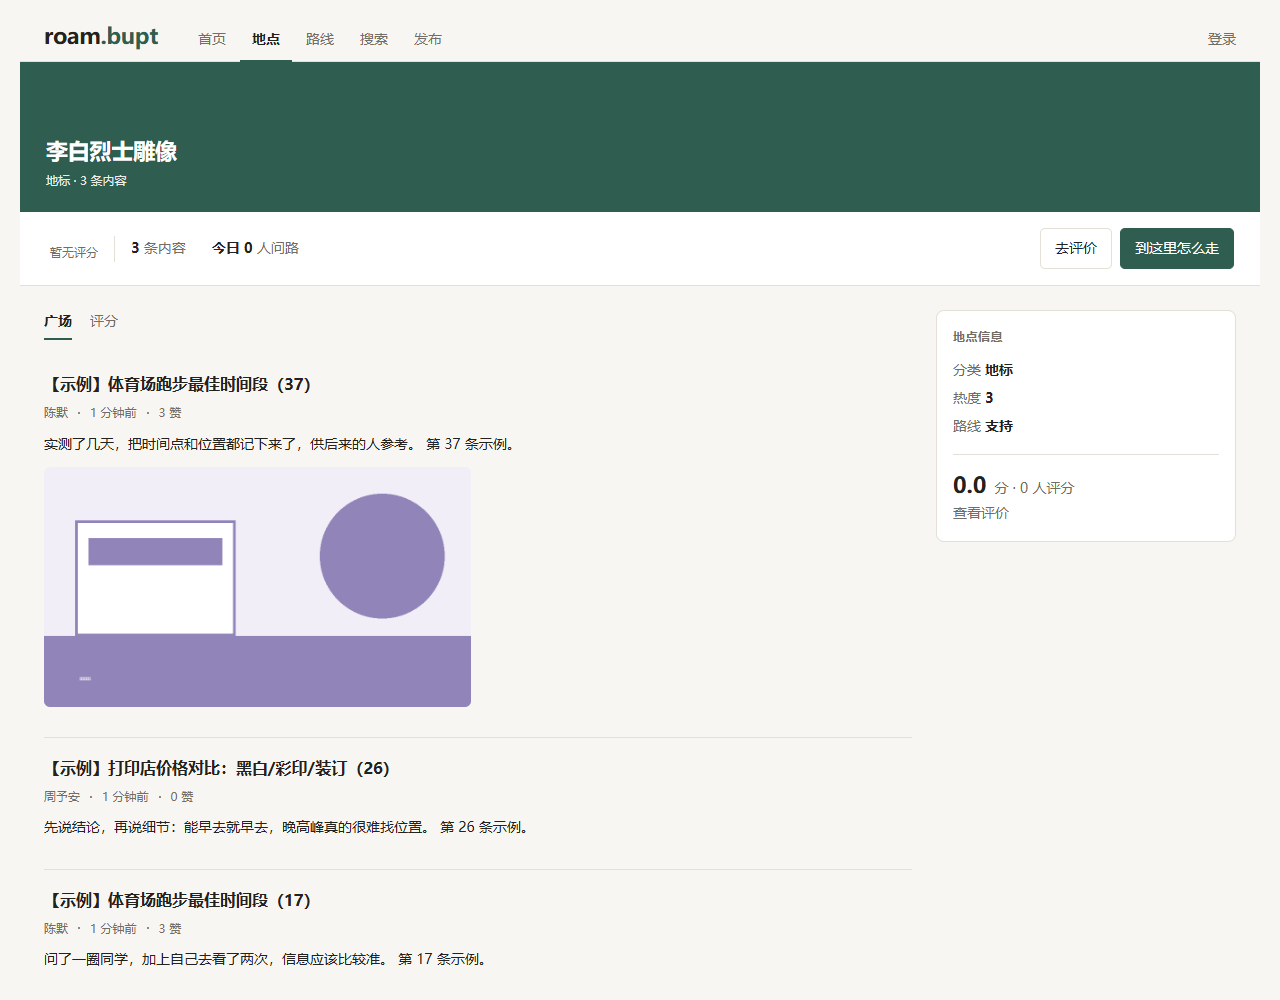 roam.bupt 首页 地点 路线 搜索 发布 登录
李白烈士雕像
地标 · 3 条内容
暂无评分 3 条内容 今日 0 人问路 去评价 到这里怎么走
广场 评分
【示例】体育场跑步最佳时间段（37）
陈默 · 1 分钟前 · 3 赞
实测了几天，把时间点和位置都记下来了，供后来的人参考。 第 37 条示例。
【示例】打印店价格对比：黑白/彩印/装订（26）
周予安 · 1 分钟前 · 0 赞
先说结论，再说细节：能早去就早去，晚高峰真的很难找位置。 第 26 条示例。
【示例】体育场跑步最佳时间段（17）
陈默 · 1 分钟前 · 3 赞
问了一圈同学，加上自己去看了两次，信息应该比较准。 第 17 条示例。
地点信息
分类 地标
热度 3
路线 支持
0.0 分 · 0 人评分
查看评价